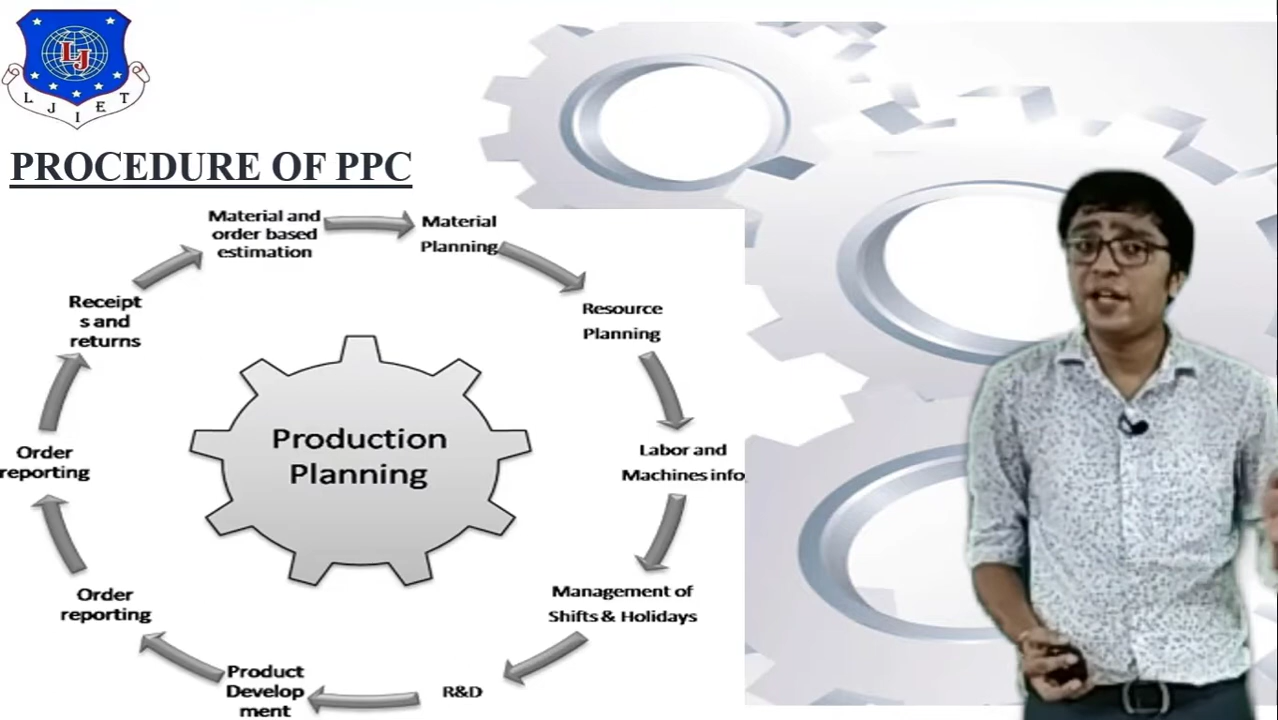 LJ
LJIET
PROCEDURE OF PPC
Material and
order based
estimation
Material
Planning
Resource
Planning
Labor and
Machines info
Management of
Shifts & Holidays
R&D
Product
Develop
ment
Order
reporting
Order
reporting
Receipt
s and
returns
Production
Planning